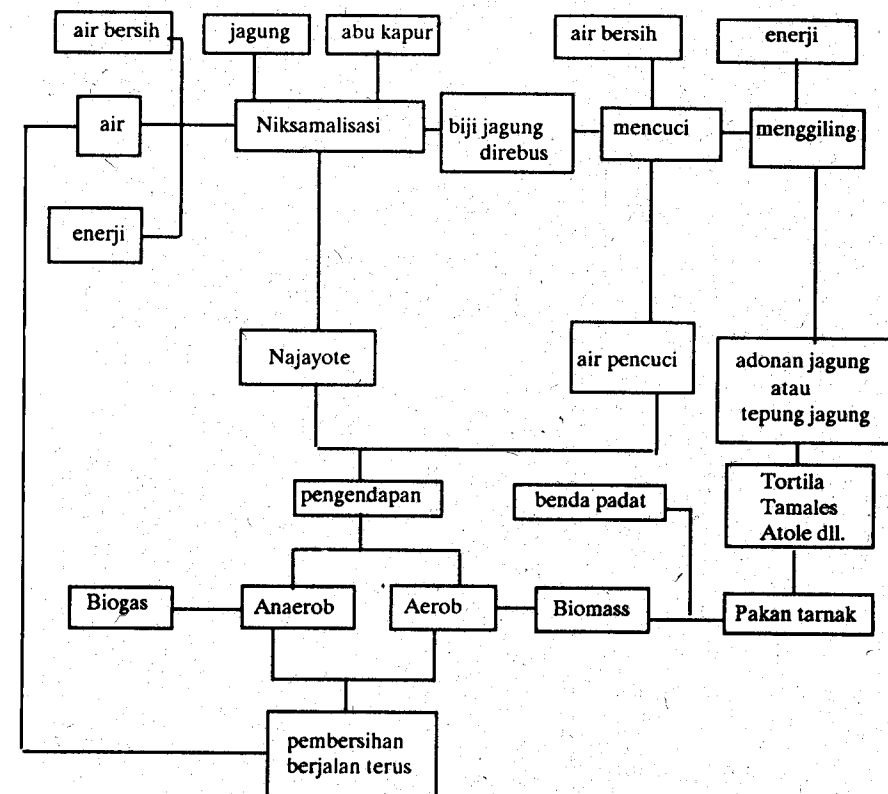 air bersih
jagung
abu kapur
air bersih
enerji
air
Niksamalisasi
biji jagung
direbus
mencuci
menggiling
enerji
Najayote
air pencuci
adonan jagung
atau
tepung jagung
pengendapan
benda padat
Tortila
Tamales
Atole dll.
Biogas
Anaerob
Aerob
Biomass
Pakan tarnak
pembersihan
berjalan terus